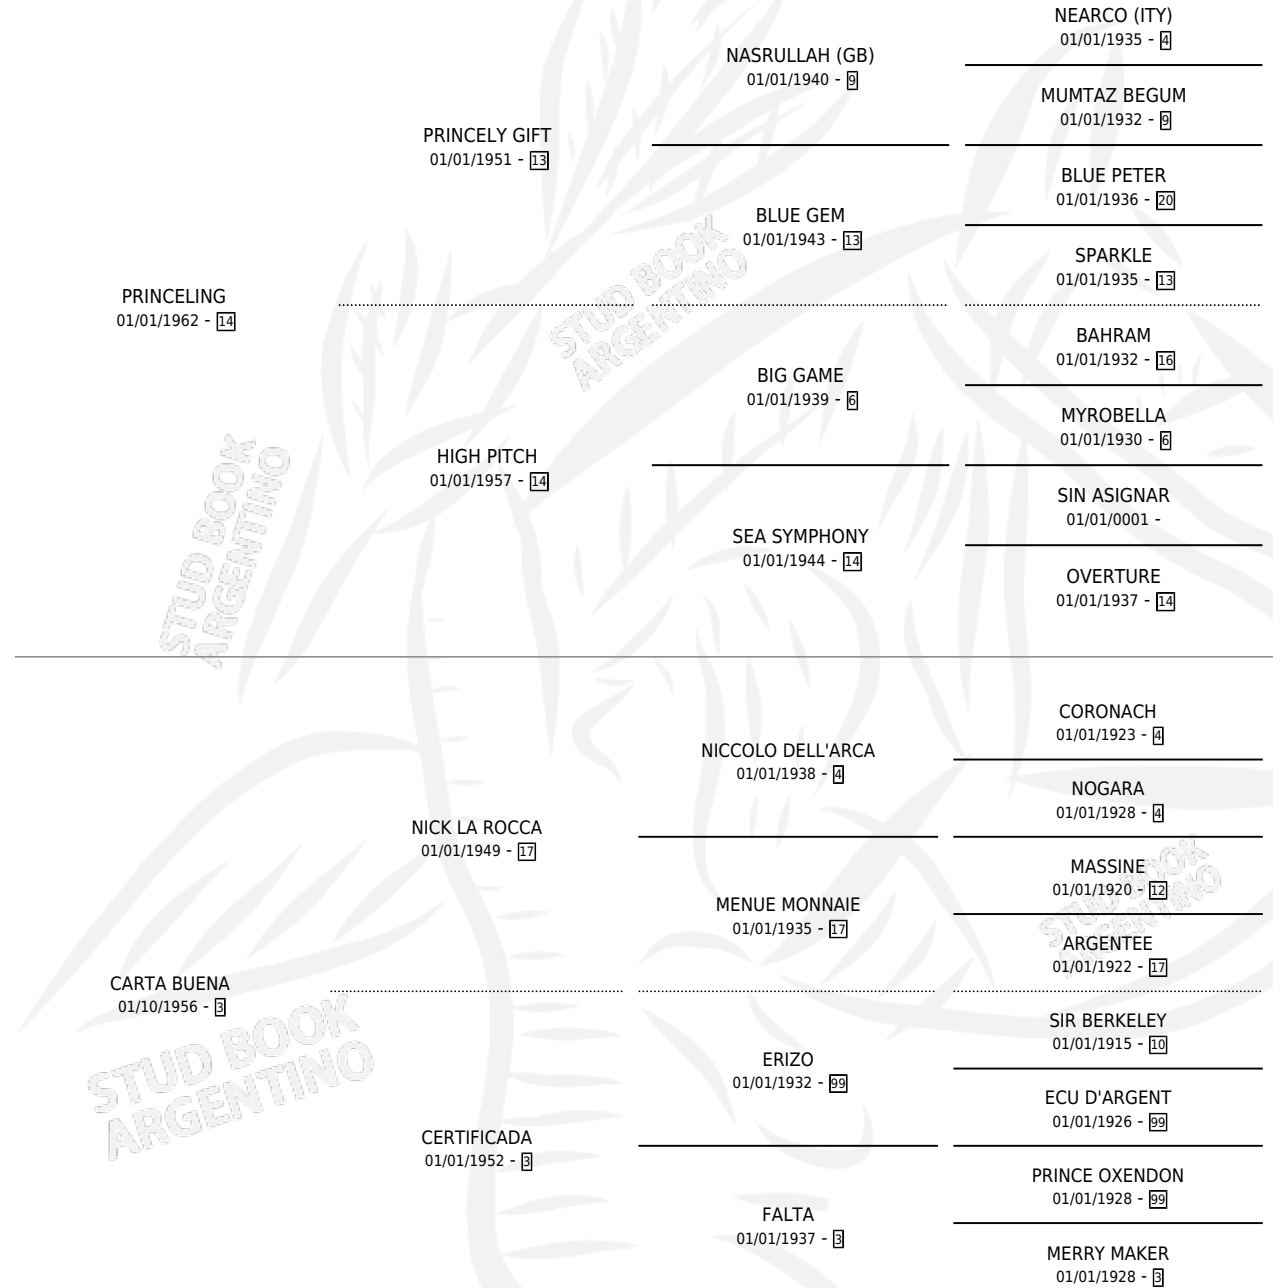 NEARCO (ITY)
01/01/1935 - 4
NASRULLAH (GB)
01/01/1940 - 9
MUMTAZ BEGUM
01/01/1932 - 9
PRINCELY GIFT
01/01/1951 - 13
BLUE PETER
01/01/1936 - 20
BLUE GEM
01/01/1943 - 13
SPARKLE
01/01/1935 - 13
PRINCELING
01/01/1962 - 14
BAHRAM
01/01/1932 - 16
BIG GAME
01/01/1939 - 6
MYROBELLA
01/01/1930 - 6
HIGH PITCH
01/01/1957 - 14
SIN ASIGNAR
01/01/0001 -
SEA SYMPHONY
01/01/1944 - 14
OVERTURE
01/01/1937 - 14
CORONACH
01/01/1923 - 4
NICCOLO DELL'ARCA
01/01/1938 - 4
NOGARA
01/01/1928 - 4
NICK LA ROCCA
01/01/1949 - 17
MASSINE
01/01/1920 - 12
MENUE MONNAIE
01/01/1935 - 17
ARGENTEE
01/01/1922 - 17
CARTA BUENA
01/10/1956 - 3
SIR BERKELEY
01/01/1915 - 10
ERIZO
01/01/1932 - 99
ECU D'ARGENT
01/01/1926 - 99
CERTIFICADA
01/01/1952 - 3
PRINCE OXENDON
01/01/1928 - 99
FALTA
01/01/1937 - 3
MERRY MAKER
01/01/1928 - 3
STUD BOOK
ARGENTINO
STUD BOOK
ARGENTINO
STUD BOOK
ARGENTINO
STUD BOOK
ARGENTINO